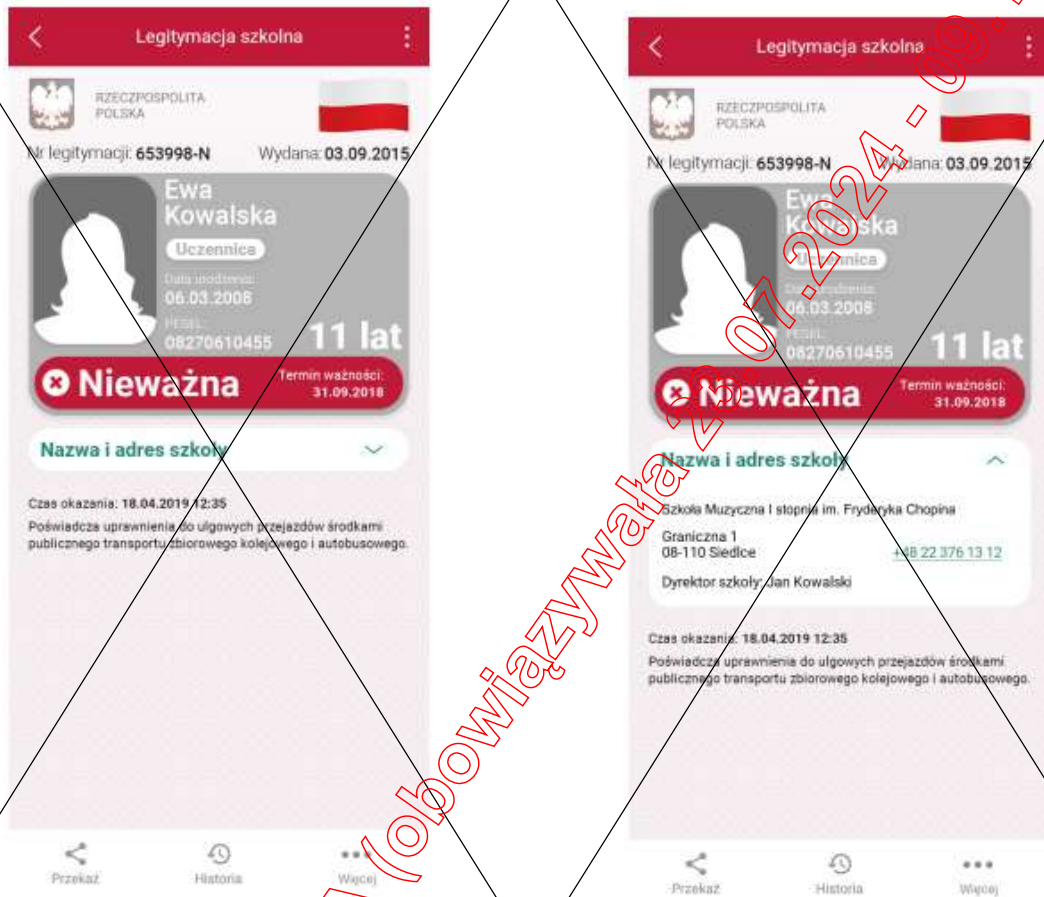 Legitymacja szkolna
RZECZPOSPOLITA
POLSKA
Nr legitymacji: 653998-N
Wydana: 03.09.2015
Ewa
Kowalska
Uczennica
Data urodzenia:
06.03.2008
PESEL:
08270610455
11 lat
Nieważna
Termin ważności:
31.09.2018
Nazwa i adres szkoły
Czas okazania: 18.04.2019 12:35
Poświadcza uprawnienia do ulgowych przejazdów środkami
publicznego transportu zbiorowego kolejowego i autobusowego.
Przekaż
Historia
Więcej
Legitymacja szkolna
RZECZPOSPOLITA
POLSKA
Nr legitymacji: 653998-N
Wydana: 03.09.2015
Ewa
Kowalska
Uczennica
Data urodzenia:
06.03.2008
PESEL:
08270610455
11 lat
Nieważna
Termin ważności:
31.09.2018
Nazwa i adres szkoły
Szkoła Muzyczna I stopnia im. Fryderyka Chopina
Graniczna 1
08-110 Siedlce
+48 22 376 13 12
Dyrektor szkoły: Jan Kowalski
Czas okazania: 18.04.2019 12:35
Poświadcza uprawnienia do ulgowych przejazdów środkami
publicznego transportu zbiorowego kolejowego i autobusowego.
Przekaż
Historia
Więcej
(obowiązywała 23.07.2024 - 09.